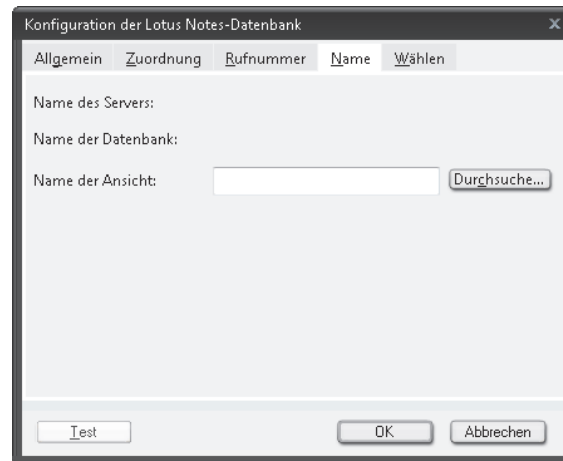 Konfiguration der Lotus Notes-Datenbank x
Allgemein Zuordnung Rufnummer Name Wählen
Name des Servers:
Name der Datenbank:
Name der Ansicht: Durchsuche...
Test OK Abbrechen